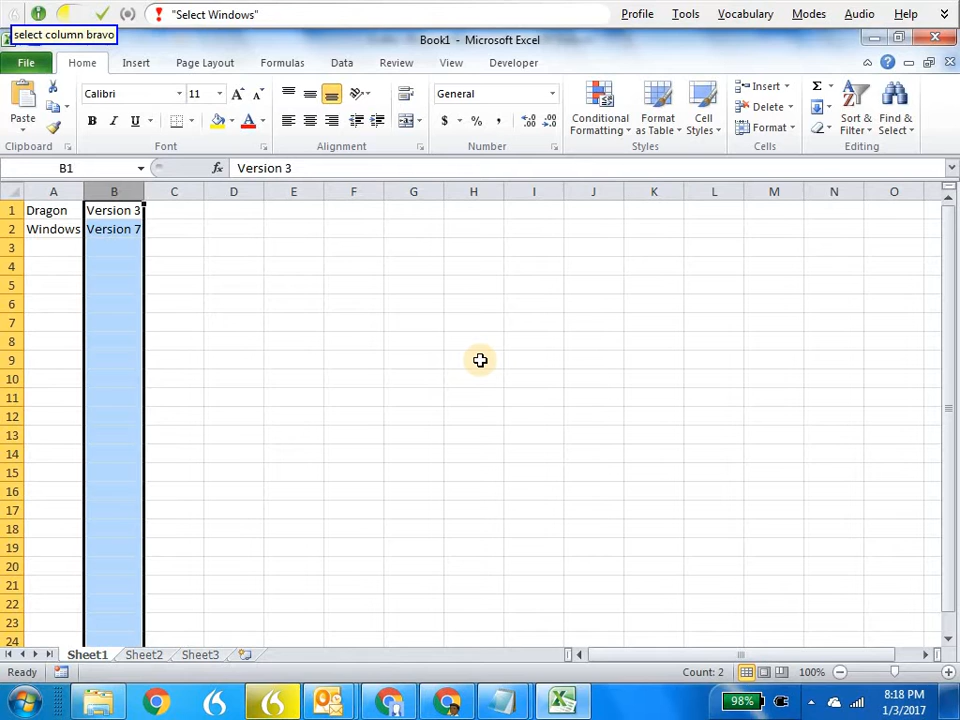 "Select Windows"
Profile Tools Vocabulary Modes Audio Help
select column bravo
Book1 - Microsoft Excel
File Home Insert Page Layout Formulas Data Review View Developer
Calibri 11 General Insert
Paste B I U $ % , Conditional Formatting Format as Table Cell Styles Delete Format Σ Sort & Filter Find & Select
Clipboard Font Alignment Number Styles Cells Editing
B1 fx Version 3
A B C D E F G H I J K L M N O
1 Dragon Version 3
2 Windows Version 7
3
4
5
6
7
8
9
10
11
12
13
14
15
16
17
18
19
20
21
22
23
24
Sheet1 Sheet2 Sheet3
Ready Count: 2 100%
98% 8:18 PM
1/3/2017